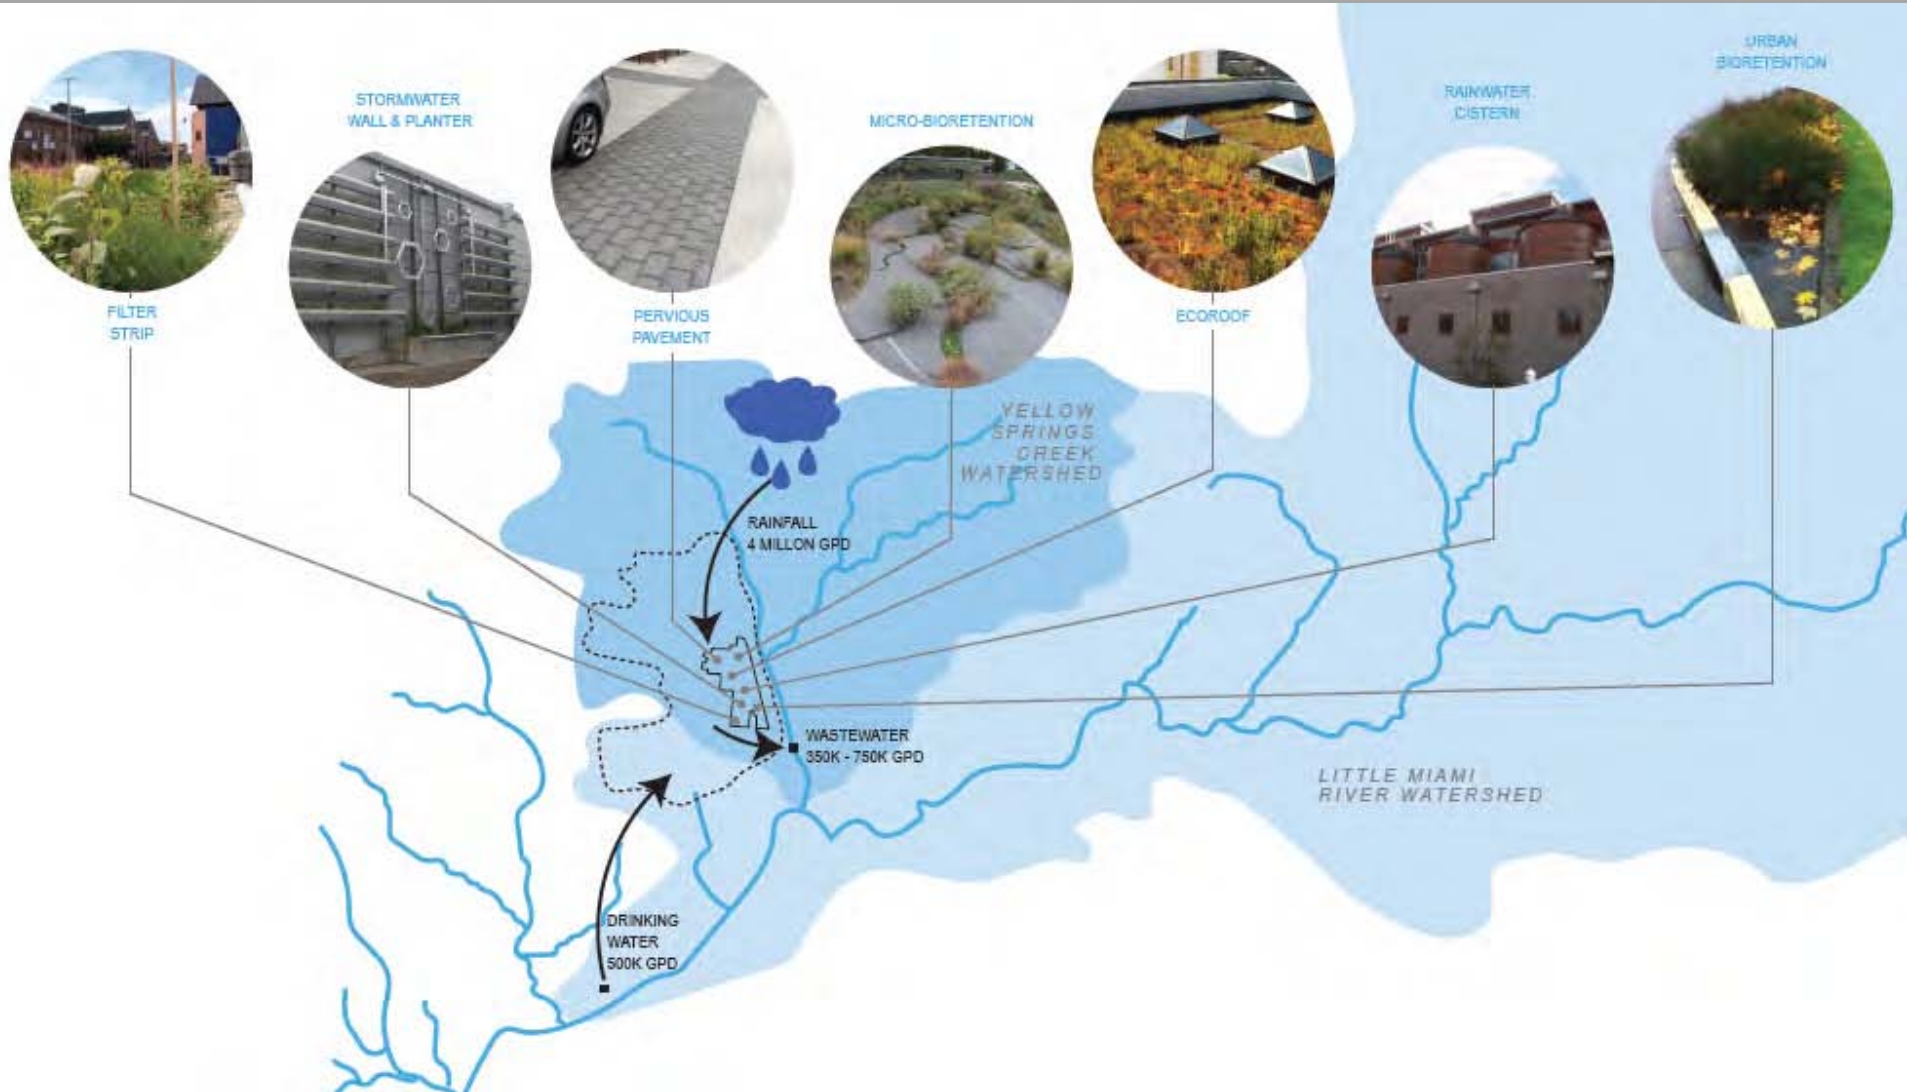 URBAN
BIORETENTION
STORMWATER
WALL & PLANTER
MICRO-BIORETENTION
RAINWATER
CISTERN
FILTER
STRIP
PERVIOUS
PAVEMENT
ECOROOF
YELLOW
SPRINGS
CREEK
WATERSHED
RAINFALL
4 MILLON GPD
WASTEWATER
350K - 750K GPD
LITTLE MIAMI
RIVER WATERSHED
DRINKING
WATER
500K GPD